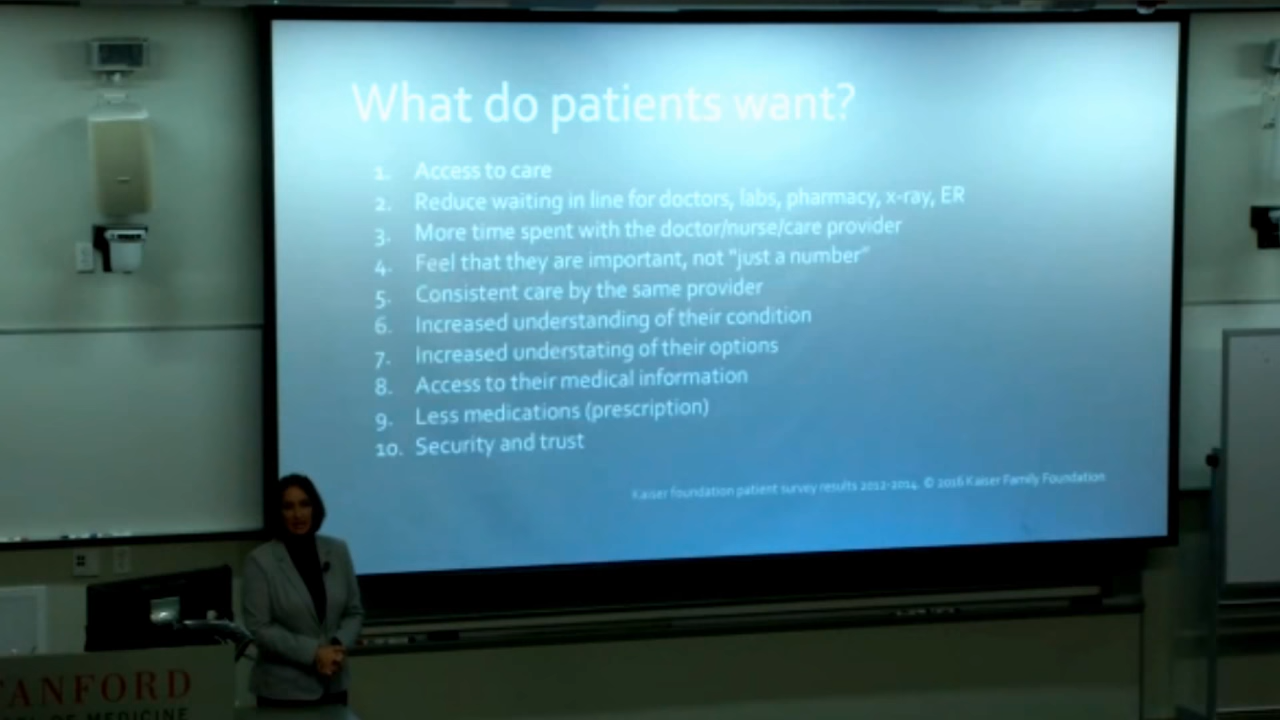 What do patients want?
1. Access to care
2. Reduce waiting in line for doctors, labs, pharmacy, x-ray, ER
3. More time spent with the doctor/nurse/care provider
4. Feel that they are important, not "just a number"
5. Consistent care by the same provider
6. Increased understanding of their condition
7. Increased understating of their options
8. Access to their medical information
9. Less medications (prescription)
10. Security and trust
Kaiser foundation patient survey results 2012-2014. © 2016 Kaiser Family Foundation
TANFORD
OF MEDICINE